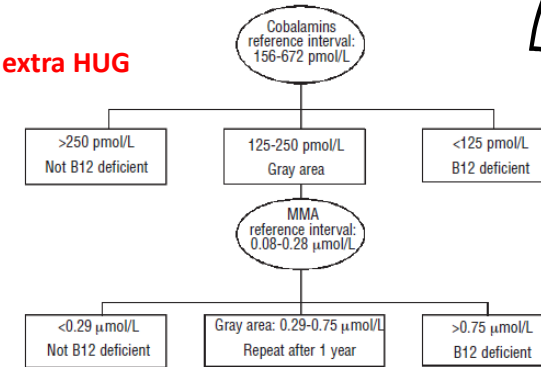 extra HUG
Cobalamins
reference interval:
156-672 pmol/L
>250 pmol/L
Not B12 deficient
125-250 pmol/L
Gray area
<125 pmol/L
B12 deficient
MMA
reference interval:
0.08-0.28 μmol/L
<0.29 μmol/L
Not B12 deficient
Gray area: 0.29-0.75 μmol/L
Repeat after 1 year
>0.75 μmol/L
B12 deficient